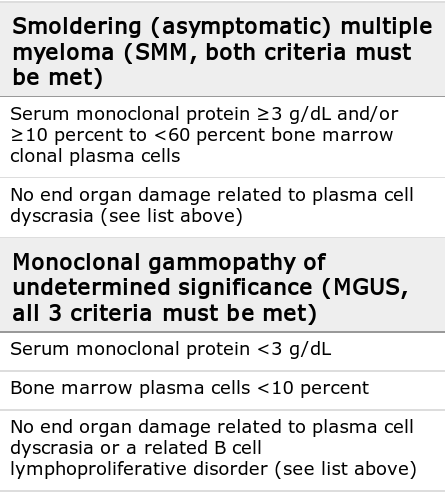 Smoldering (asymptomatic) multiple
myeloma (SMM, both criteria must
be met)
Serum monoclonal protein ≥3 g/dL and/or
≥10 percent to <60 percent bone marrow
clonal plasma cells
No end organ damage related to plasma cell
dyscrasia (see list above)
Monoclonal gammopathy of
undetermined significance (MGUS,
all 3 criteria must be met)
Serum monoclonal protein <3 g/dL
Bone marrow plasma cells <10 percent
No end organ damage related to plasma cell
dyscrasia or a related B cell
lymphoproliferative disorder (see list above)